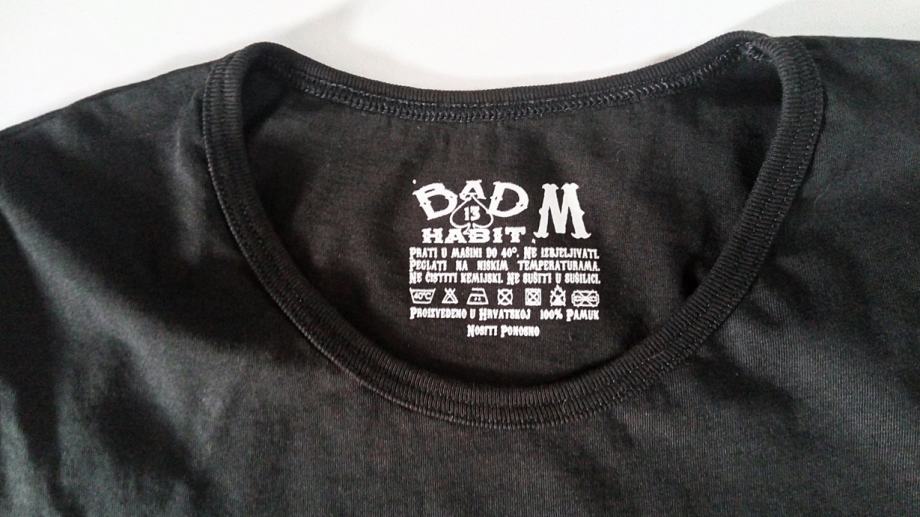 BAD M
13
HABIT
PRATI U MAŠINI DO 40°. NE IZBJELJIVATI.
PEGLATI NA NISKIM TEMPERATURAMA.
NE ČISTITI KEMIJSKI. NE SUŠITI U SUŠILICI.
40°C
PROIZVEDENO U HRVATSKOJ 100% PAMUK
NOSITI PONOSNO